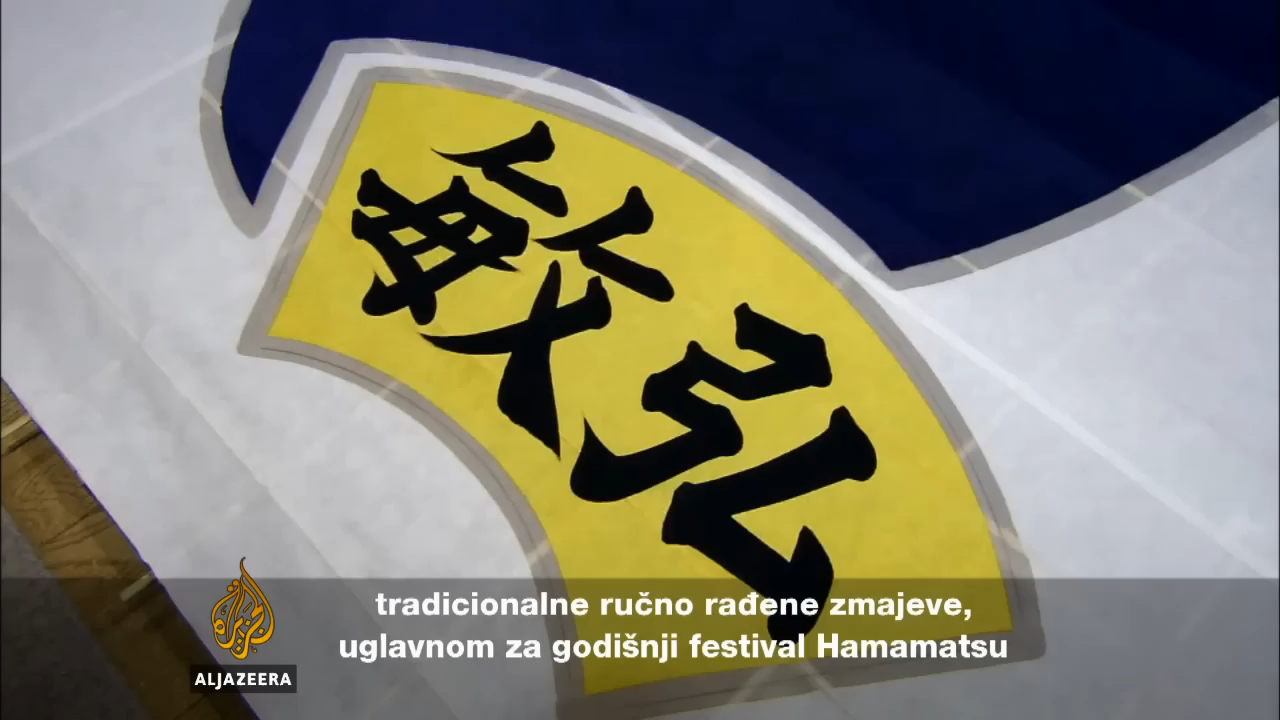 敏弘
tradicionalne ručno rađene zmajeve,
uglavnom za godišnji festival Hamamatsu
الجزيرة
ALJAZEERA